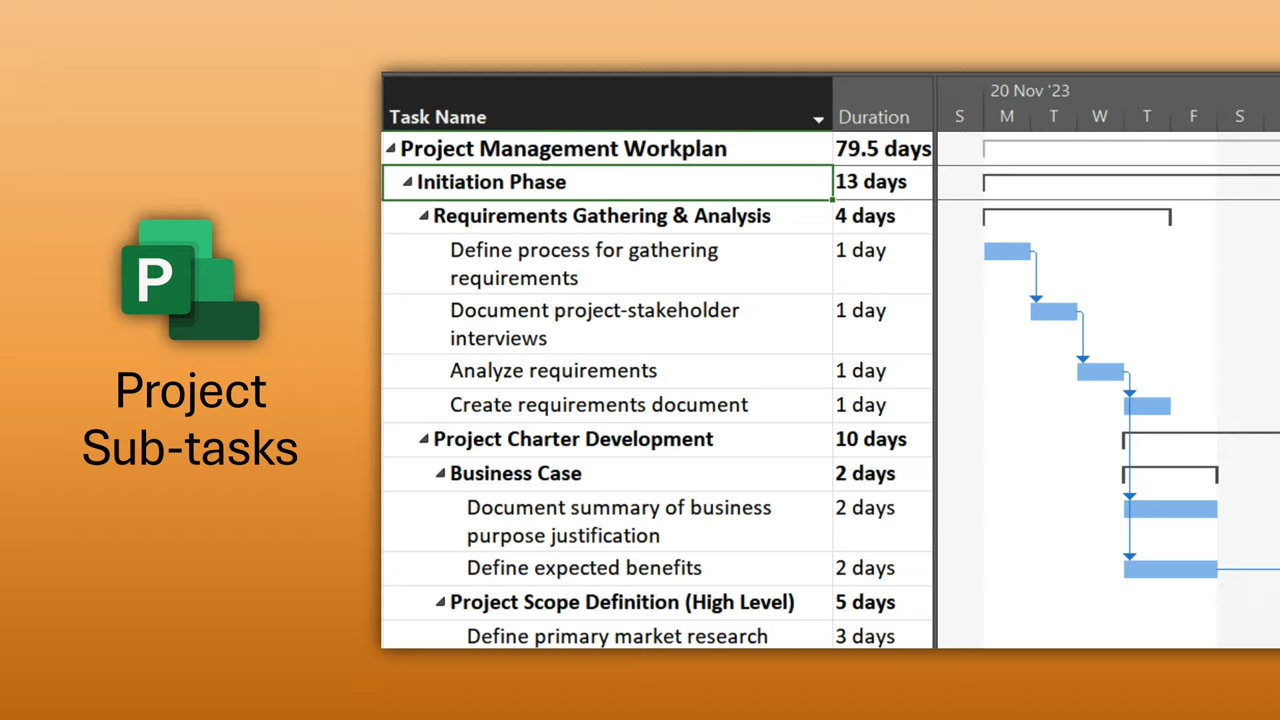 P
Project
Sub-tasks
20 Nov '23
Task Name Duration S M T W T F S
Project Management Workplan 79.5 days
Initiation Phase 13 days
Requirements Gathering & Analysis 4 days
Define process for gathering 1 day
requirements
Document project-stakeholder 1 day
interviews
Analyze requirements 1 day
Create requirements document 1 day
Project Charter Development 10 days
Business Case 2 days
Document summary of business 2 days
purpose justification
Define expected benefits 2 days
Project Scope Definition (High Level) 5 days
Define primary market research 3 days